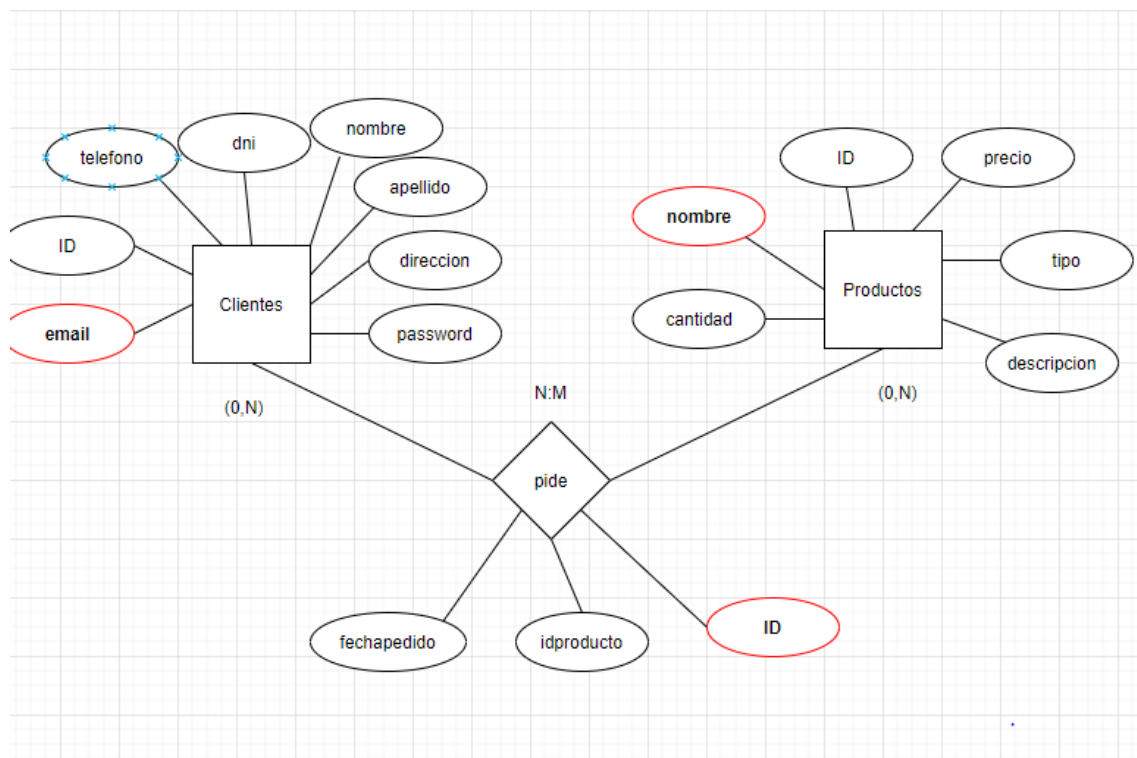 telefono
dni
nombre
apellido
ID
direccion
email
Clientes
password
(0,N)
nombre
ID
precio
cantidad
Productos
tipo
descripcion
(0,N)
N:M
pide
fechapedido
idproducto
ID